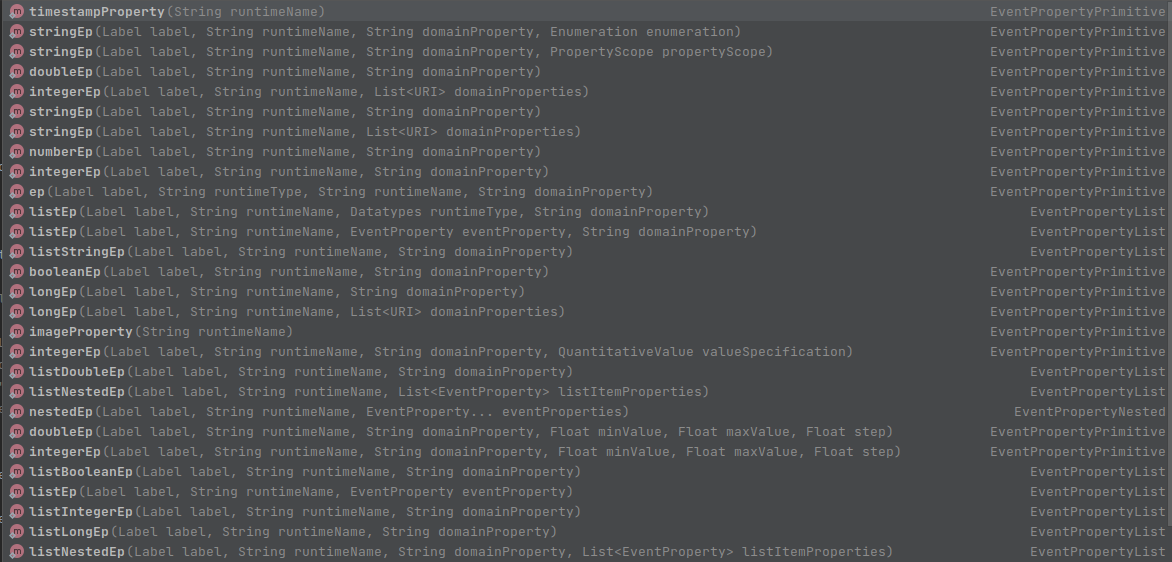 timestampProperty(String runtimeName) EventPropertyPrimitive
stringEp(Label label, String runtimeName, String domainProperty, Enumeration enumeration) EventPropertyPrimitive
stringEp(Label label, String runtimeName, String domainProperty, PropertyScope propertyScope) EventPropertyPrimitive
doubleEp(Label label, String runtimeName, String domainProperty) EventPropertyPrimitive
integerEp(Label label, String runtimeName, List<URI> domainProperties) EventPropertyPrimitive
stringEp(Label label, String runtimeName, String domainProperty) EventPropertyPrimitive
stringEp(Label label, String runtimeName, List<URI> domainProperties) EventPropertyPrimitive
numberEp(Label label, String runtimeName, String domainProperty) EventPropertyPrimitive
integerEp(Label label, String runtimeName, String domainProperty) EventPropertyPrimitive
ep(Label label, String runtimeType, String runtimeName, String domainProperty) EventPropertyPrimitive
listEp(Label label, String runtimeName, Datatypes runtimeType, String domainProperty) EventPropertyList
listEp(Label label, String runtimeName, EventProperty eventProperty, String domainProperty) EventPropertyList
listStringEp(Label label, String runtimeName, String domainProperty) EventPropertyList
booleanEp(Label label, String runtimeName, String domainProperty) EventPropertyPrimitive
longEp(Label label, String runtimeName, String domainProperty) EventPropertyPrimitive
longEp(Label label, String runtimeName, List<URI> domainProperties) EventPropertyPrimitive
imageProperty(String runtimeName) EventPropertyPrimitive
integerEp(Label label, String runtimeName, String domainProperty, QuantitativeValue valueSpecification) EventPropertyPrimitive
listDoubleEp(Label label, String runtimeName, String domainProperty) EventPropertyList
listNestedEp(Label label, String runtimeName, List<EventProperty> listItemProperties) EventPropertyList
nestedEp(Label label, String runtimeName, EventProperty... eventProperties) EventPropertyNested
doubleEp(Label label, String runtimeName, String domainProperty, Float minValue, Float maxValue, Float step) EventPropertyPrimitive
integerEp(Label label, String runtimeName, String domainProperty, Float minValue, Float maxValue, Float step) EventPropertyPrimitive
listBooleanEp(Label label, String runtimeName, String domainProperty) EventPropertyList
listEp(Label label, String runtimeName, EventProperty eventProperty) EventPropertyList
listIntegerEp(Label label, String runtimeName, String domainProperty) EventPropertyList
listLongEp(Label label, String runtimeName, String domainProperty) EventPropertyList
listNestedEp(Label label, String runtimeName, String domainProperty, List<EventProperty> listItemProperties) EventPropertyList